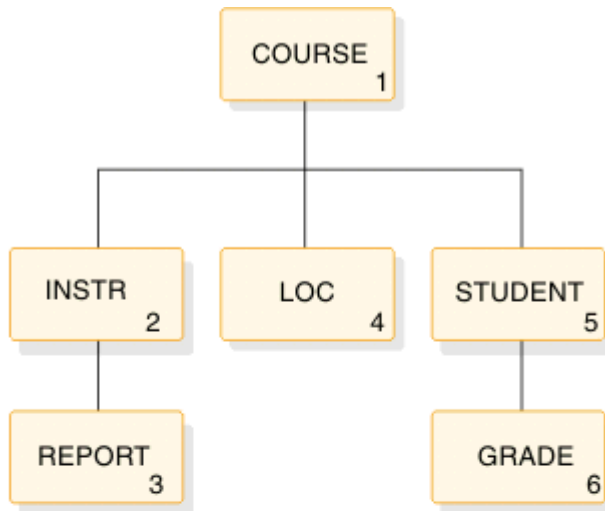 COURSE
1
INSTR
2
LOC
4
STUDENT
5
REPORT
3
GRADE
6